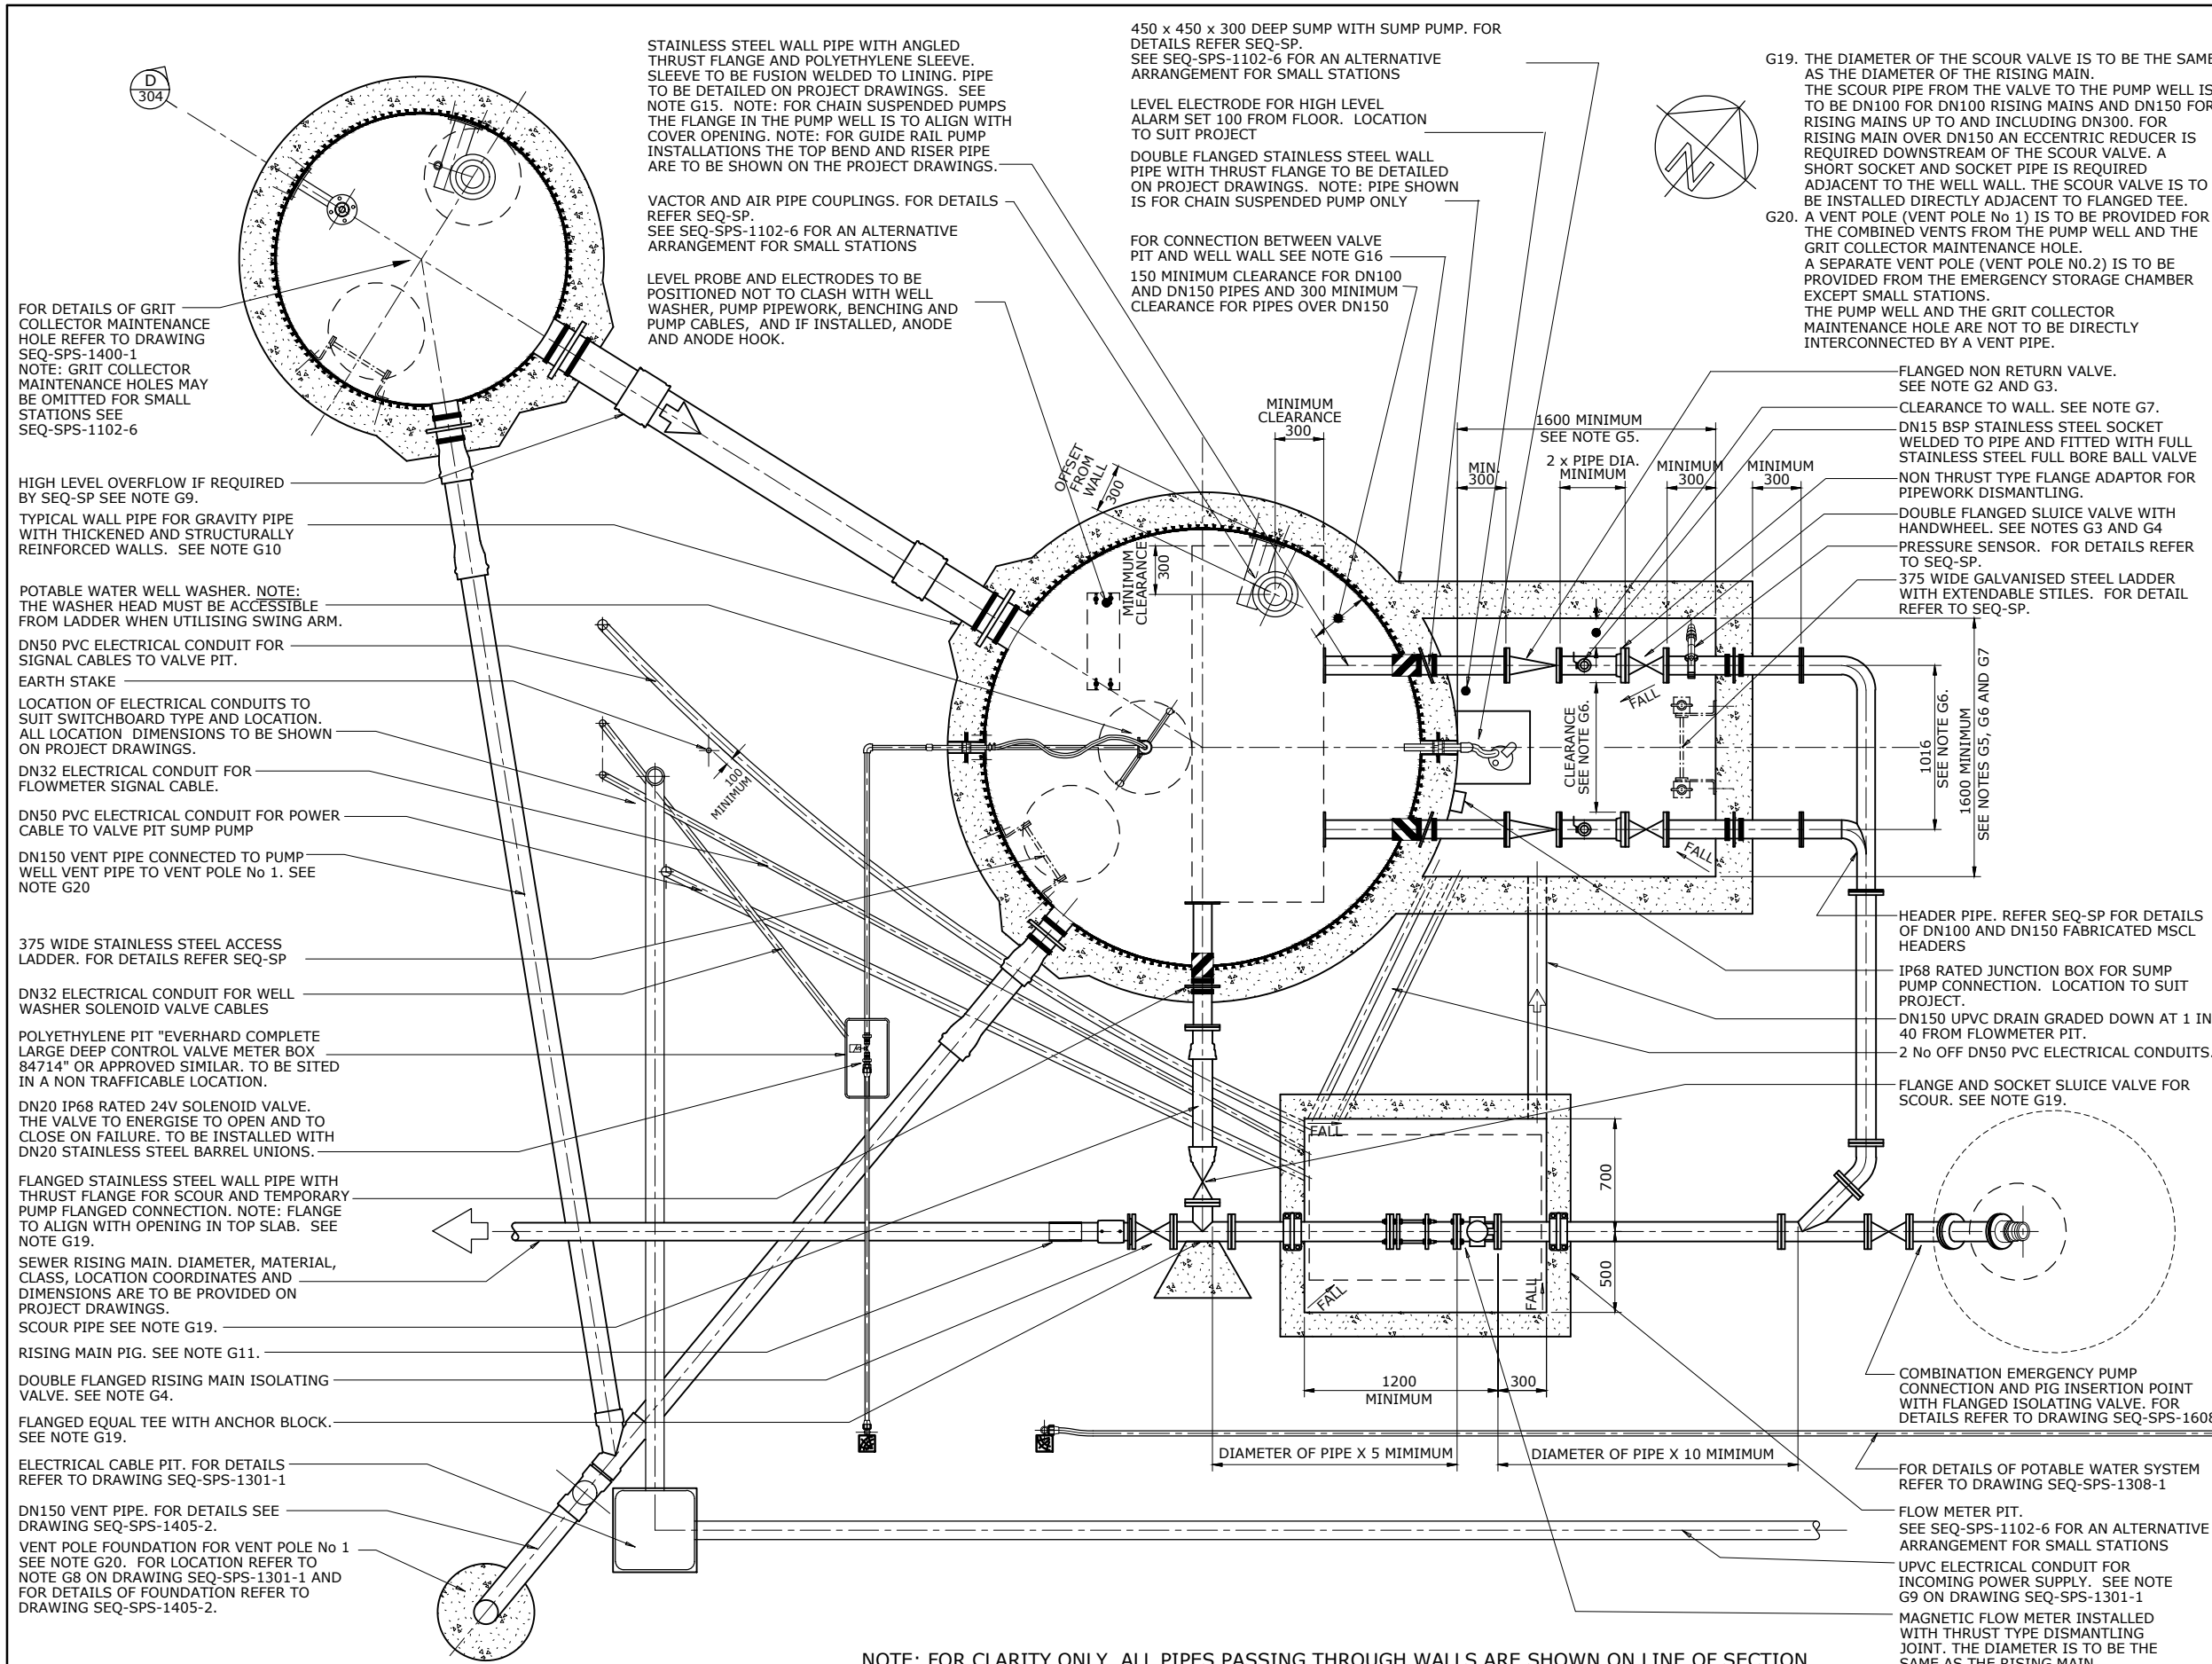 D
304
STAINLESS STEEL WALL PIPE WITH ANGLED
THRUST FLANGE AND POLYETHYLENE SLEEVE.
SLEEVE TO BE FUSION WELDED TO LINING. PIPE
TO BE DETAILED ON PROJECT DRAWINGS. SEE
NOTE G15. NOTE: FOR CHAIN SUSPENDED PUMPS
THE FLANGE IN THE PUMP WELL IS TO ALIGN WITH
COVER OPENING. NOTE: FOR GUIDE RAIL PUMP
INSTALLATIONS THE TOP BEND AND RISER PIPE
ARE TO BE SHOWN ON THE PROJECT DRAWINGS.
VACTOR AND AIR PIPE COUPLINGS. FOR DETAILS
REFER SEQ-SP.
SEE SEQ-SPS-1102-6 FOR AN ALTERNATIVE
ARRANGEMENT FOR SMALL STATIONS
LEVEL PROBE AND ELECTRODES TO BE
POSITIONED NOT TO CLASH WITH WELL
WASHER, PUMP PIPEWORK, BENCHING AND
PUMP CABLES, AND IF INSTALLED, ANODE
AND ANODE HOOK.
450 x 450 x 300 DEEP SUMP WITH SUMP PUMP. FOR
DETAILS REFER SEQ-SP.
SEE SEQ-SPS-1102-6 FOR AN ALTERNATIVE
ARRANGEMENT FOR SMALL STATIONS
LEVEL ELECTRODE FOR HIGH LEVEL
ALARM SET 100 FROM FLOOR. LOCATION
TO SUIT PROJECT
DOUBLE FLANGED STAINLESS STEEL WALL
PIPE WITH THRUST FLANGE TO BE DETAILED
ON PROJECT DRAWINGS. NOTE: PIPE SHOWN
IS FOR CHAIN SUSPENDED PUMP ONLY
FOR CONNECTION BETWEEN VALVE
PIT AND WELL WALL SEE NOTE G16
150 MINIMUM CLEARANCE FOR DN100
AND DN150 PIPES AND 300 MINIMUM
CLEARANCE FOR PIPES OVER DN150
N
G19. THE DIAMETER OF THE SCOUR VALVE IS TO BE THE SAME
AS THE DIAMETER OF THE RISING MAIN.
THE SCOUR PIPE FROM THE VALVE TO THE PUMP WELL IS
TO BE DN100 FOR DN100 RISING MAINS AND DN150 FOR
RISING MAINS UP TO AND INCLUDING DN300. FOR
RISING MAIN OVER DN150 AN ECCENTRIC REDUCER IS
REQUIRED DOWNSTREAM OF THE SCOUR VALVE. A
SHORT SOCKET AND SOCKET PIPE IS REQUIRED
ADJACENT TO THE WELL WALL. THE SCOUR VALVE IS TO
BE INSTALLED DIRECTLY ADJACENT TO FLANGED TEE.
G20. A VENT POLE (VENT POLE No 1) IS TO BE PROVIDED FOR
THE COMBINED VENTS FROM THE PUMP WELL AND THE
GRIT COLLECTOR MAINTENANCE HOLE.
A SEPARATE VENT POLE (VENT POLE N0.2) IS TO BE
PROVIDED FROM THE EMERGENCY STORAGE CHAMBER
EXCEPT SMALL STATIONS.
THE PUMP WELL AND THE GRIT COLLECTOR
MAINTENANCE HOLE ARE NOT TO BE DIRECTLY
INTERCONNECTED BY A VENT PIPE.
FOR DETAILS OF GRIT
COLLECTOR MAINTENANCE
HOLE REFER TO DRAWING
SEQ-SPS-1400-1
NOTE: GRIT COLLECTOR
MAINTENANCE HOLES MAY
BE OMITTED FOR SMALL
STATIONS SEE
SEQ-SPS-1102-6
HIGH LEVEL OVERFLOW IF REQUIRED
BY SEQ-SP SEE NOTE G9.
TYPICAL WALL PIPE FOR GRAVITY PIPE
WITH THICKENED AND STRUCTURALLY
REINFORCED WALLS. SEE NOTE G10
POTABLE WATER WELL WASHER. NOTE:
THE WASHER HEAD MUST BE ACCESSIBLE
FROM LADDER WHEN UTILISING SWING ARM.
DN50 PVC ELECTRICAL CONDUIT FOR
SIGNAL CABLES TO VALVE PIT.
EARTH STAKE
LOCATION OF ELECTRICAL CONDUITS TO
SUIT SWITCHBOARD TYPE AND LOCATION.
ALL LOCATION DIMENSIONS TO BE SHOWN
ON PROJECT DRAWINGS.
DN32 ELECTRICAL CONDUIT FOR
FLOWMETER SIGNAL CABLE.
DN50 PVC ELECTRICAL CONDUIT FOR POWER
CABLE TO VALVE PIT SUMP PUMP
DN150 VENT PIPE CONNECTED TO PUMP
WELL VENT PIPE TO VENT POLE No 1. SEE
NOTE G20
375 WIDE STAINLESS STEEL ACCESS
LADDER. FOR DETAILS REFER SEQ-SP
DN32 ELECTRICAL CONDUIT FOR WELL
WASHER SOLENOID VALVE CABLES
POLYETHYLENE PIT "EVERHARD COMPLETE
LARGE DEEP CONTROL VALVE METER BOX
84714" OR APPROVED SIMILAR. TO BE SITED
IN A NON TRAFFICABLE LOCATION.
DN20 IP68 RATED 24V SOLENOID VALVE.
THE VALVE TO ENERGISE TO OPEN AND TO
CLOSE ON FAILURE. TO BE INSTALLED WITH
DN20 STAINLESS STEEL BARREL UNIONS.
FLANGED STAINLESS STEEL WALL PIPE WITH
THRUST FLANGE FOR SCOUR AND TEMPORARY
PUMP FLANGED CONNECTION. NOTE: FLANGE
TO ALIGN WITH OPENING IN TOP SLAB. SEE
NOTE G19.
SEWER RISING MAIN. DIAMETER, MATERIAL,
CLASS, LOCATION COORDINATES AND
DIMENSIONS ARE TO BE PROVIDED ON
PROJECT DRAWINGS.
SCOUR PIPE SEE NOTE G19.
RISING MAIN PIG. SEE NOTE G11.
DOUBLE FLANGED RISING MAIN ISOLATING
VALVE. SEE NOTE G4.
FLANGED EQUAL TEE WITH ANCHOR BLOCK.
SEE NOTE G19.
ELECTRICAL CABLE PIT. FOR DETAILS
REFER TO DRAWING SEQ-SPS-1301-1
DN150 VENT PIPE. FOR DETAILS SEE
DRAWING SEQ-SPS-1405-2.
VENT POLE FOUNDATION FOR VENT POLE No 1
SEE NOTE G20. FOR LOCATION REFER TO
NOTE G8 ON DRAWING SEQ-SPS-1301-1 AND
FOR DETAILS OF FOUNDATION REFER TO
DRAWING SEQ-SPS-1405-2.
MINIMUM
CLEARANCE
300
OFFSET
FROM
WALL
300
MINIMUM
CLEARANCE
300
100
MINIMUM
1600 MINIMUM
SEE NOTE G5.
MIN.
300
2 x PIPE DIA.
MINIMUM
MINIMUM
300
MINIMUM
300
CLEARANCE
SEE NOTE G6.
FALL
FALL
1016
SEE NOTE G6.
1600 MINIMUM
SEE NOTES G5, G6 AND G7
FALL
700
500
FALL
FALL
1200
MINIMUM
300
DIAMETER OF PIPE X 5 MIMIMUM
DIAMETER OF PIPE X 10 MIMIMUM
FLANGED NON RETURN VALVE.
SEE NOTE G2 AND G3.
CLEARANCE TO WALL. SEE NOTE G7.
DN15 BSP STAINLESS STEEL SOCKET
WELDED TO PIPE AND FITTED WITH FULL
STAINLESS STEEL FULL BORE BALL VALVE
NON THRUST TYPE FLANGE ADAPTOR FOR
PIPEWORK DISMANTLING.
DOUBLE FLANGED SLUICE VALVE WITH
HANDWHEEL. SEE NOTES G3 AND G4
PRESSURE SENSOR. FOR DETAILS REFER
TO SEQ-SP.
375 WIDE GALVANISED STEEL LADDER
WITH EXTENDABLE STILES. FOR DETAIL
REFER TO SEQ-SP.
HEADER PIPE. REFER SEQ-SP FOR DETAILS
OF DN100 AND DN150 FABRICATED MSCL
HEADERS
IP68 RATED JUNCTION BOX FOR SUMP
PUMP CONNECTION. LOCATION TO SUIT
PROJECT.
DN150 UPVC DRAIN GRADED DOWN AT 1 IN
40 FROM FLOWMETER PIT.
2 No OFF DN50 PVC ELECTRICAL CONDUITS.
FLANGE AND SOCKET SLUICE VALVE FOR
SCOUR. SEE NOTE G19.
COMBINATION EMERGENCY PUMP
CONNECTION AND PIG INSERTION POINT
WITH FLANGED ISOLATING VALVE. FOR
DETAILS REFER TO DRAWING SEQ-SPS-1608
FOR DETAILS OF POTABLE WATER SYSTEM
REFER TO DRAWING SEQ-SPS-1308-1
FLOW METER PIT.
SEE SEQ-SPS-1102-6 FOR AN ALTERNATIVE
ARRANGEMENT FOR SMALL STATIONS
UPVC ELECTRICAL CONDUIT FOR
INCOMING POWER SUPPLY. SEE NOTE
G9 ON DRAWING SEQ-SPS-1301-1
MAGNETIC FLOW METER INSTALLED
WITH THRUST TYPE DISMANTLING
JOINT. THE DIAMETER IS TO BE THE
SAME AS THE RISING MAIN
NOTE: FOR CLARITY ONLY, ALL PIPES PASSING THROUGH WALLS ARE SHOWN ON LINE OF SECTION